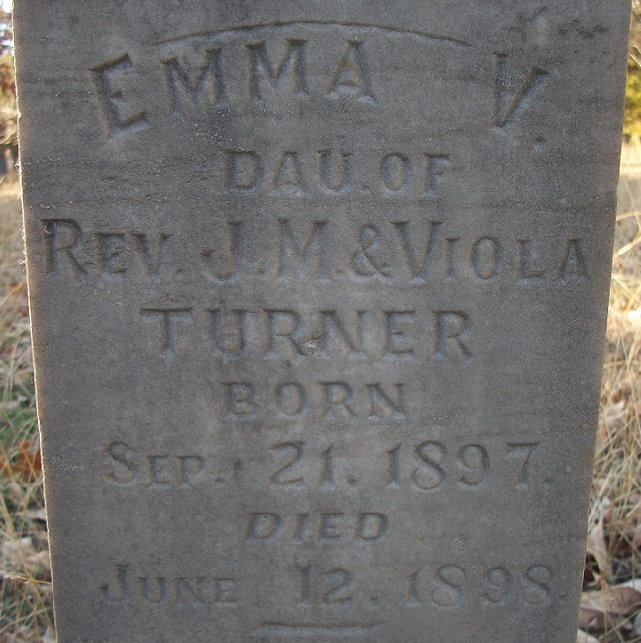 EMMA V.
DAU. OF
REV. J. M. & VIOLA
TURNER
BORN
SEP. 21. 1897.
DIED
JUNE 12. 1898